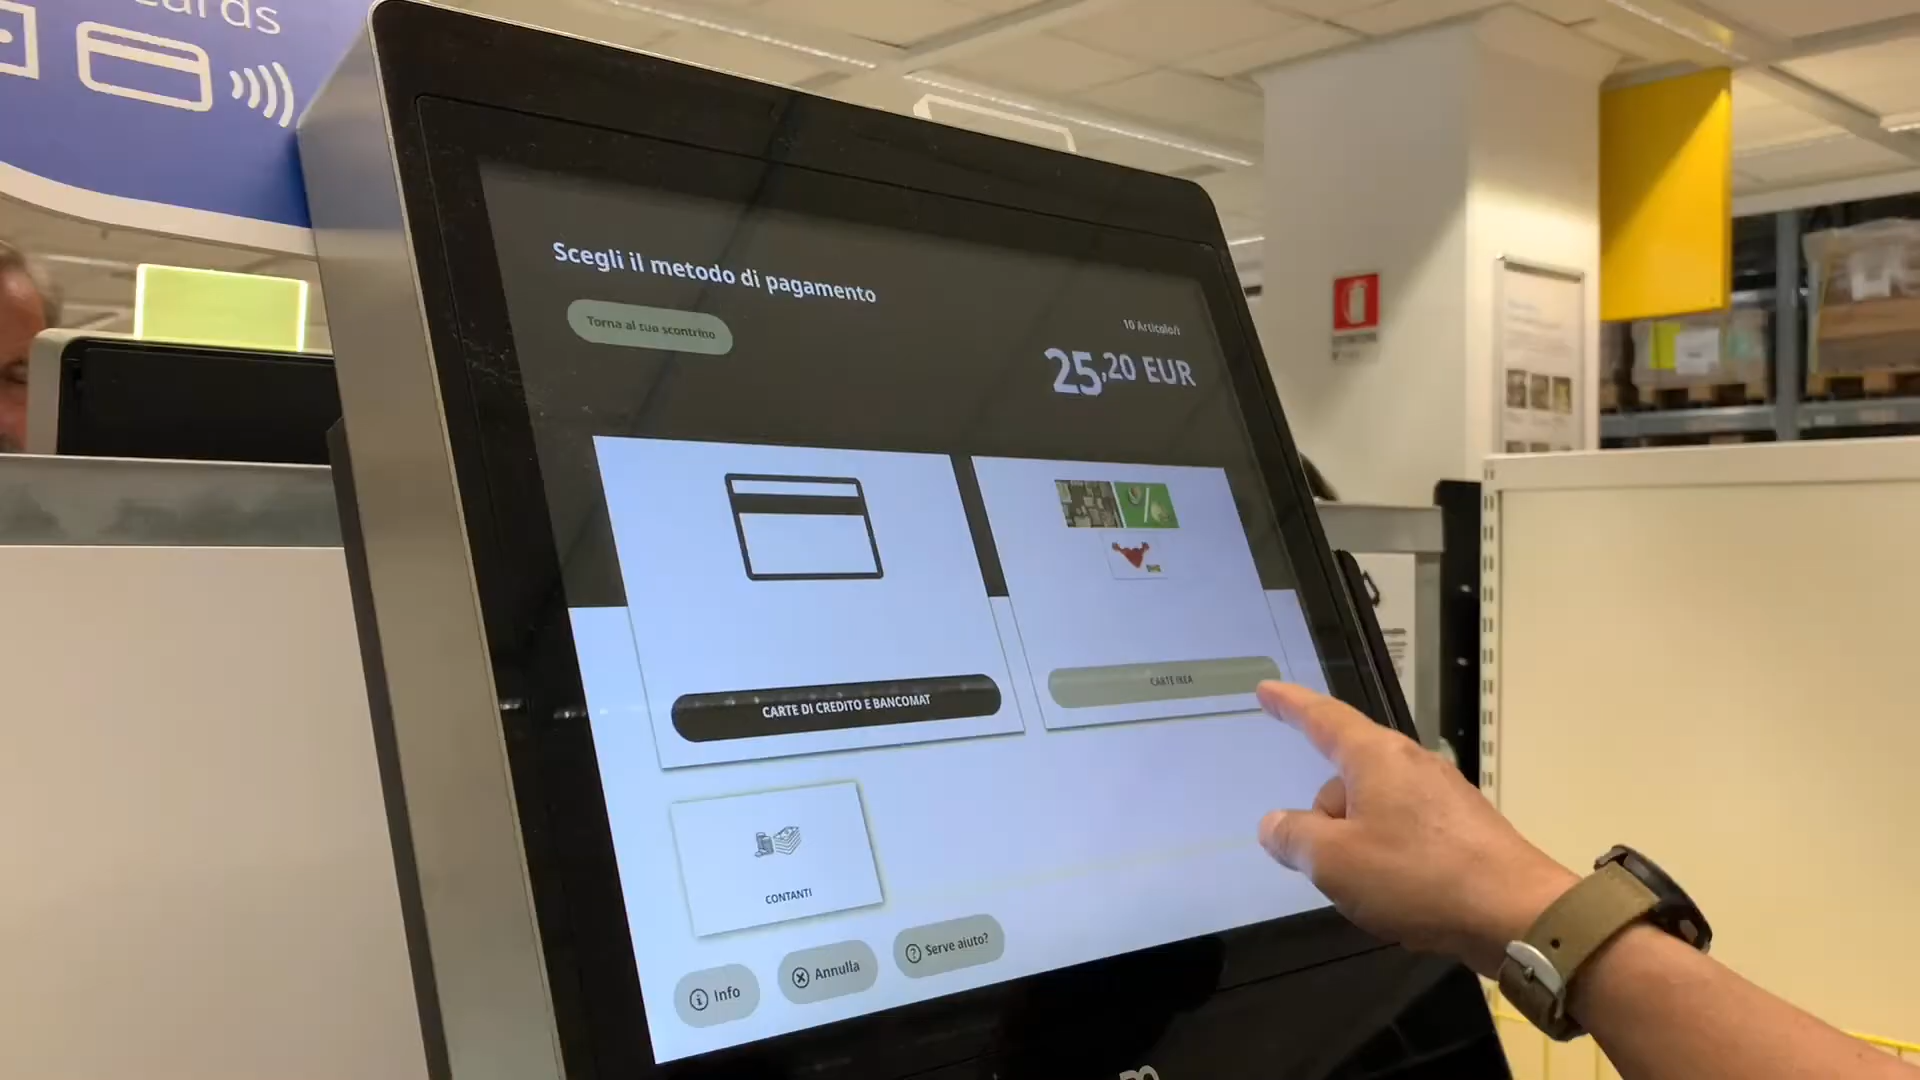 cards
Scegli il metodo di pagamento
Torna al tuo scontrino
10 Articolo/i
25,20 EUR
CARTE DI CREDITO E BANCOMAT
CARTE IKEA
CONTANTI
Info
Annulla
Serve aiuto?